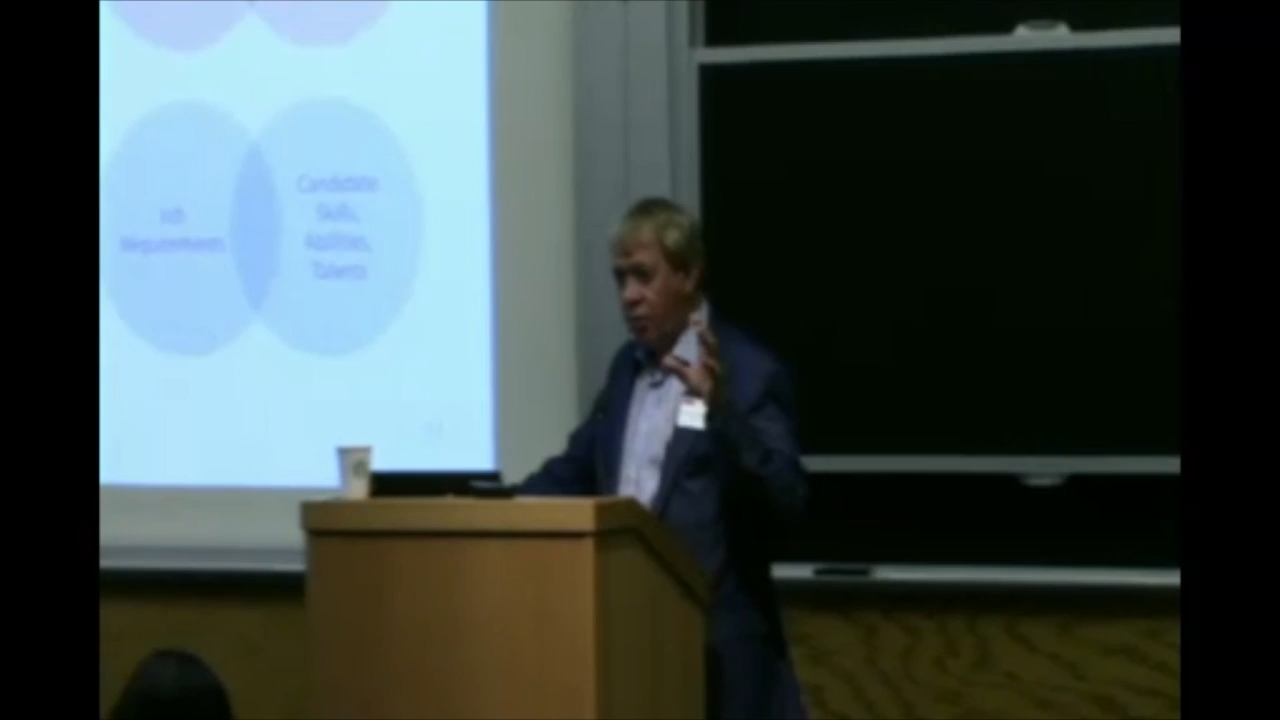 Job
Requirements
Candidate
Skills,
Abilities,
Talents